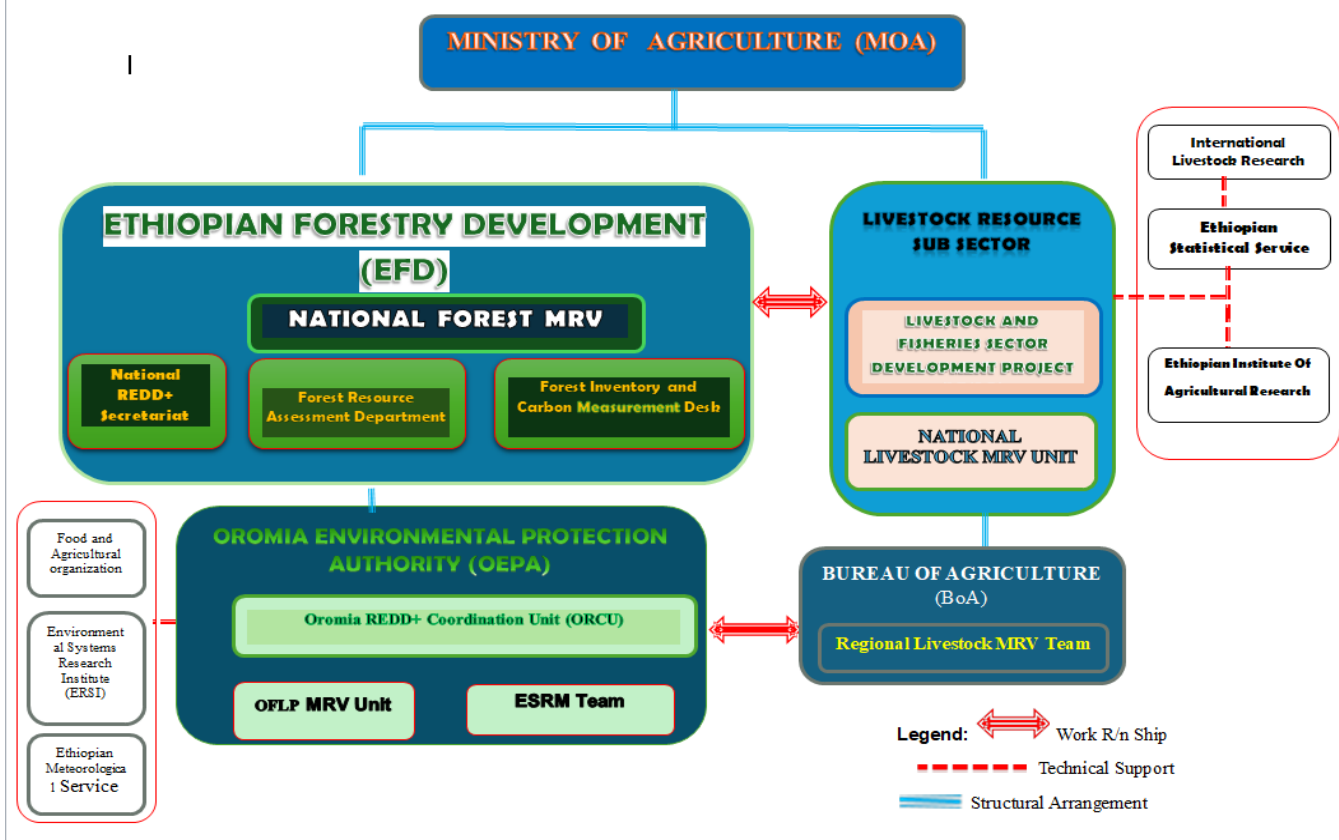 MINISTRY OF AGRICULTURE (MOA)
I
ETHIOPIAN FORESTRY DEVELOPMENT
(EFD)
NATIONAL FOREST MRV
National
REDD+
Secretariat
Forest Resource
Assessment Department
Forest Inventory and
Carbon Measurement Desk
LIVESTOCK RESOURCE
SUB SECTOR
LIVESTOCK AND
FISHERIES SECTOR
DEVELOPMENT PROJECT
NATIONAL
LIVESTOCK MRV UNIT
International
Livestock Research
Ethiopian
Statistical Service
Ethiopian Institute Of
Agricultural Research
Food and
Agricultural
organization
Environment
al Systems
Research
Institute
(ERSI)
Ethiopian
Meteorologica
l Service
OROMIA ENVIRONMENTAL PROTECTION
AUTHORITY (OEPA)
Oromia REDD+ Coordination Unit (ORCU)
OFLP MRV Unit
ESRM Team
BUREAU OF AGRICULTURE
(BoA)
Regional Livestock MRV Team
Legend:
Work R/n Ship
Technical Support
Structural Arrangement